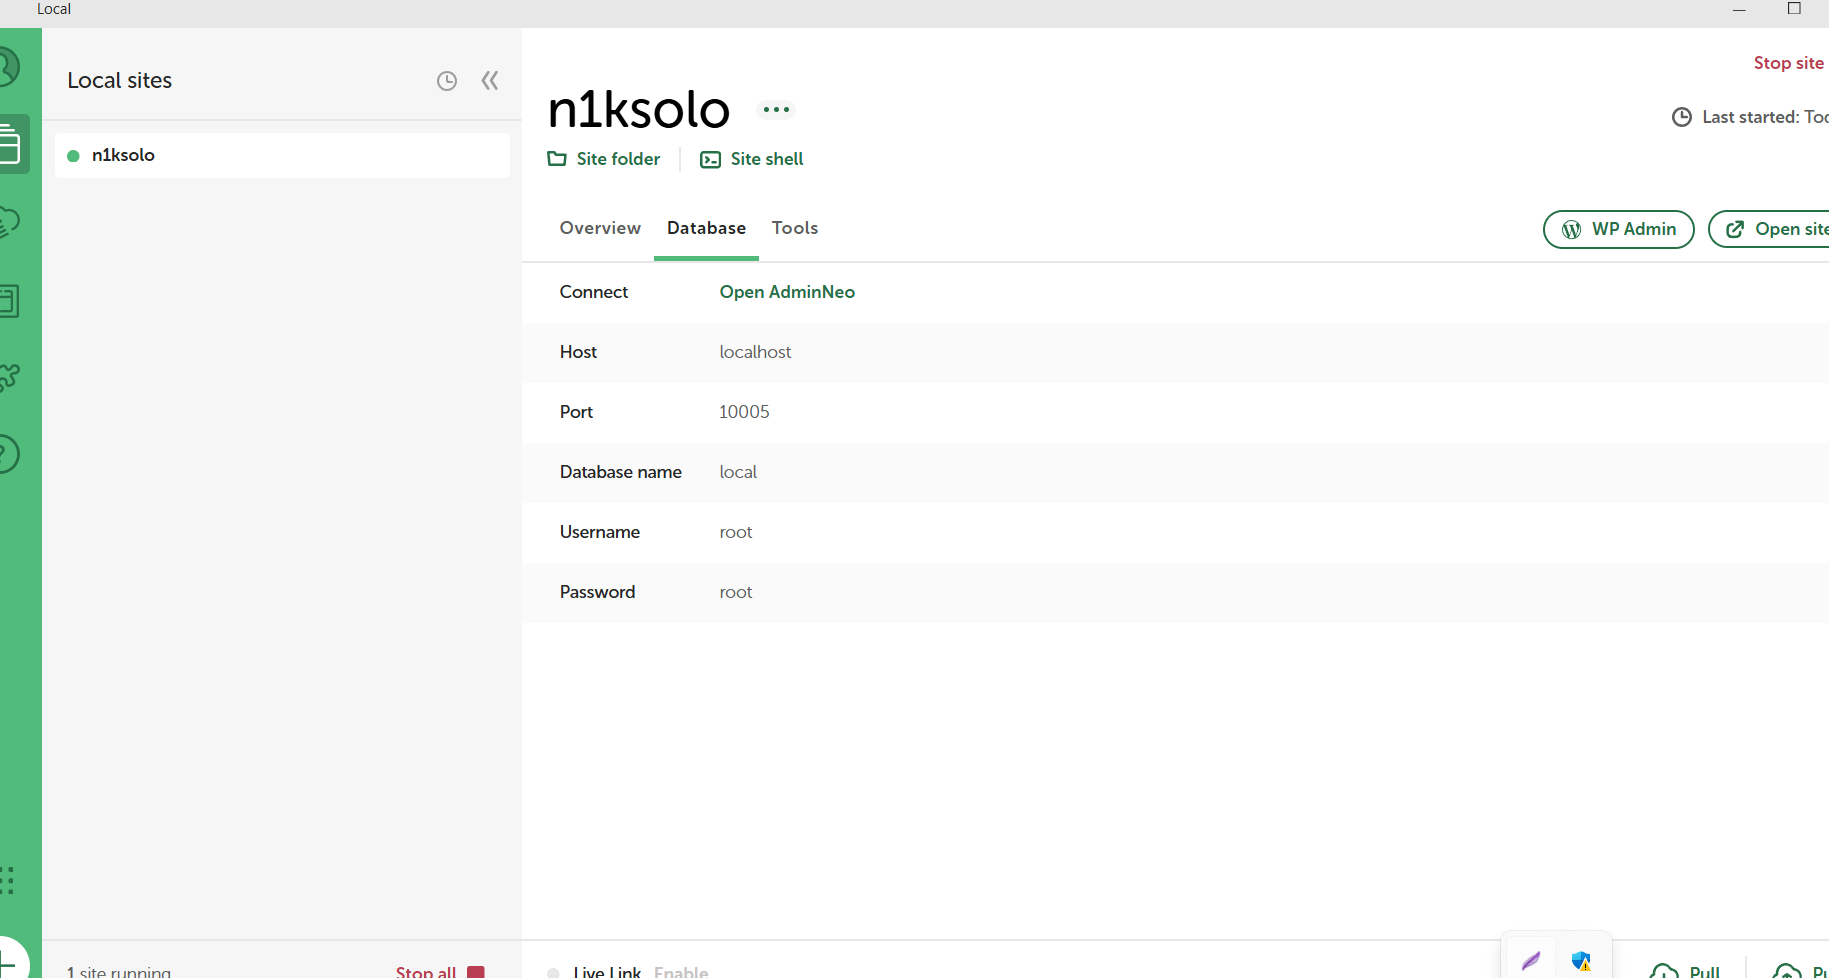 Local
Local sites
n1ksolo
1 site running
Stop all
Stop site
n1ksolo
Last started:
Site folder
Site shell
Overview
Database
Tools
WP Admin
Open site
Connect
Open AdminNeo
Host
localhost
Port
10005
Database name
local
Username
root
Password
root
Live Link
Enable
Pull